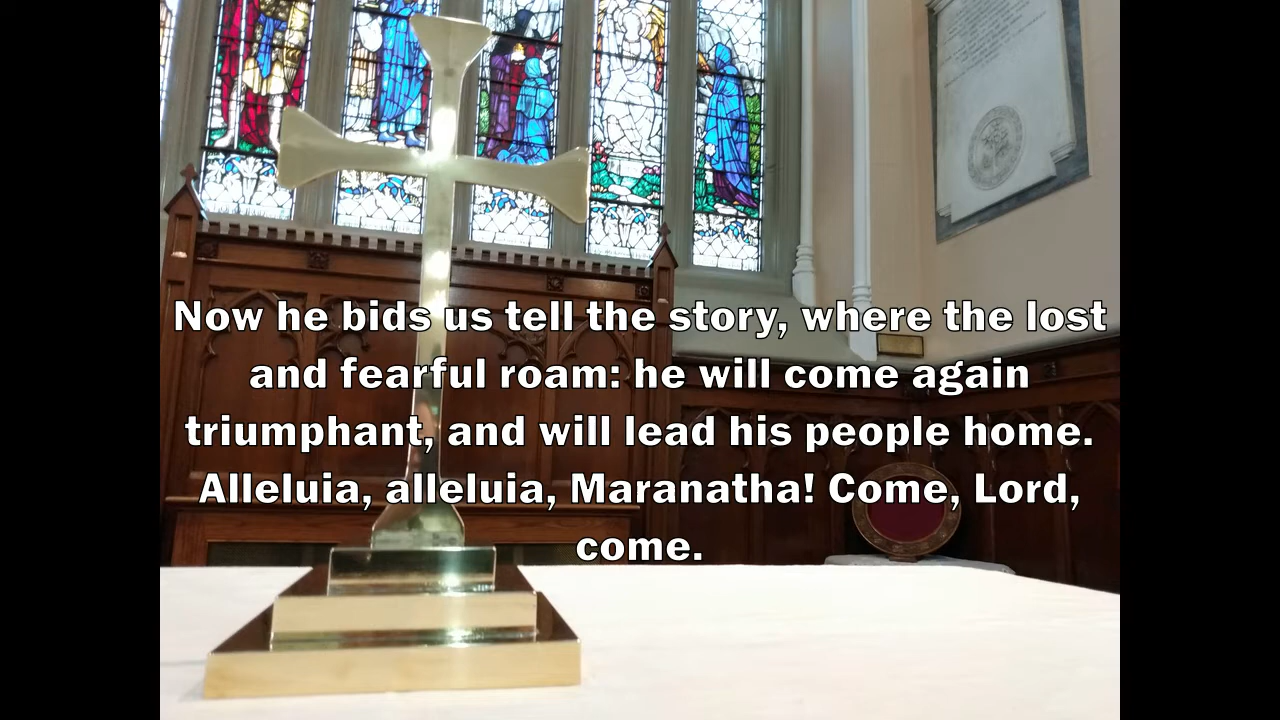 Now he bids us tell the story, where the lost
and fearful roam: he will come again
triumphant, and will lead his people home.
Alleluia, alleluia, Maranatha! Come, Lord,
come.